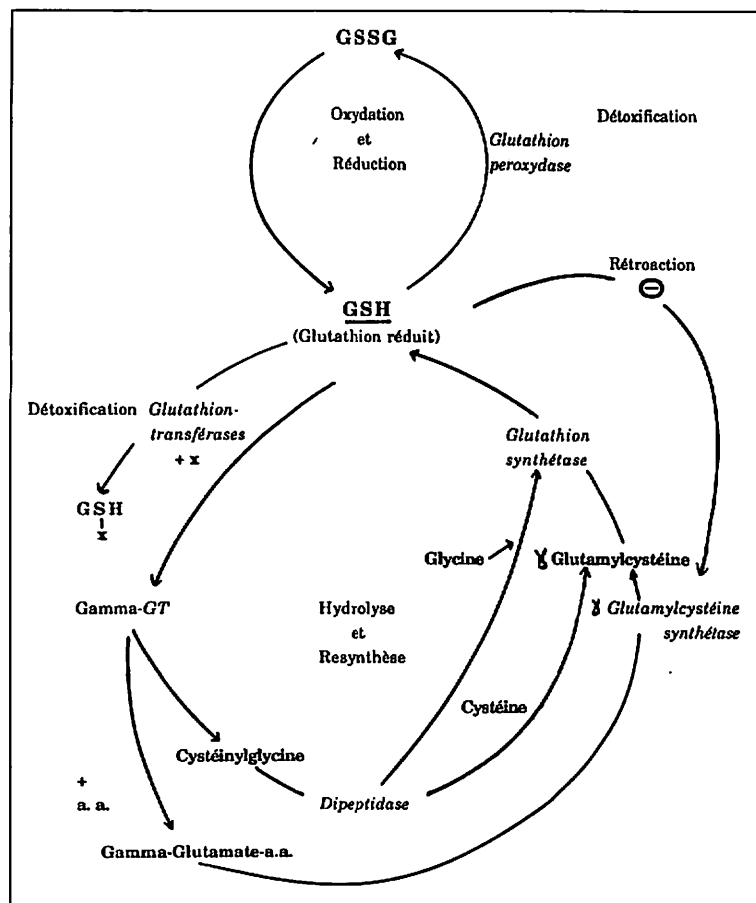 GSSG
Oxydation
et
Réduction
Glutathion
peroxydase
Détoxification
Rétroaction
−
GSH
(Glutathion réduit)
Détoxification
Glutathion-
transférases
+ x
GSH
x
Glutathion
synthétase
Glycine
γ Glutamylcystéine
γ Glutamylcystéine
synthétase
Gamma-GT
Hydrolyse
et
Resynthèse
Cystéine
Cystéinylglycine
Dipeptidase
+
a. a.
Gamma-Glutamate-a.a.